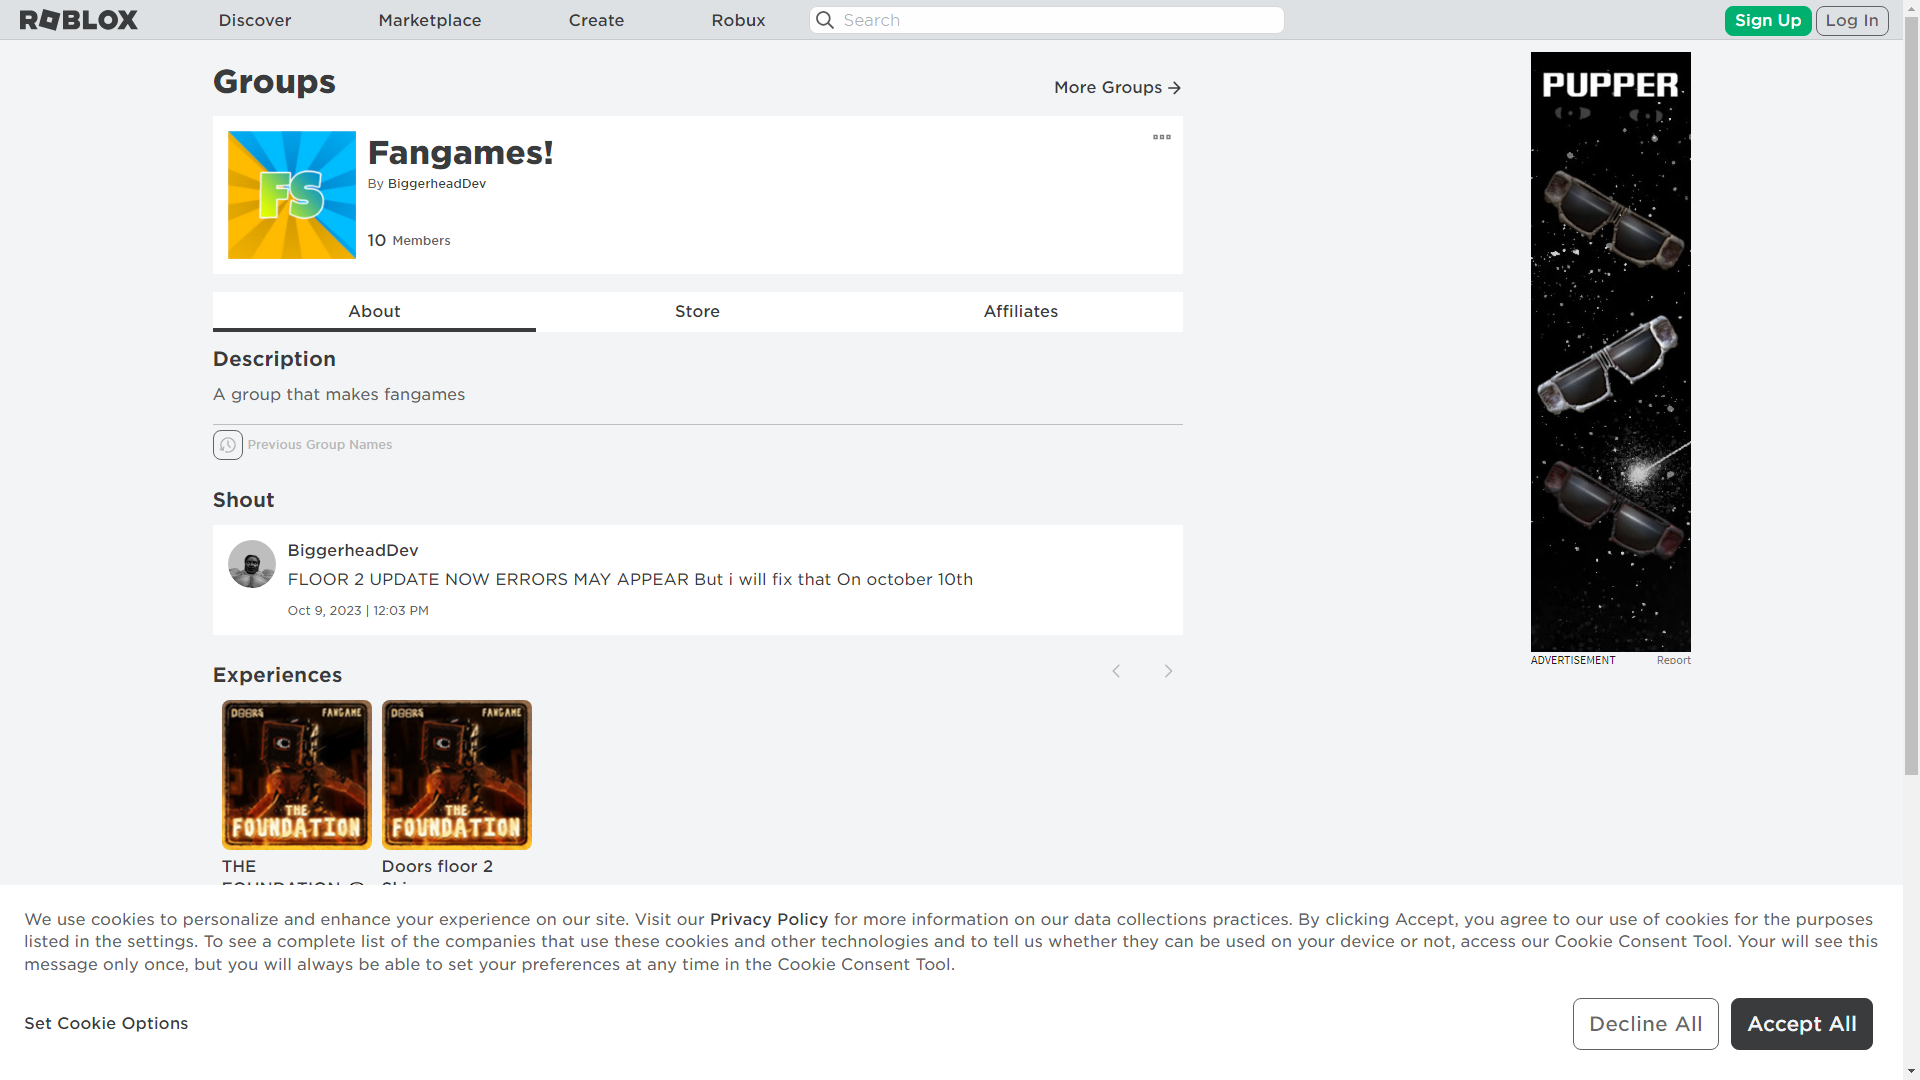 ROBLOX
Discover
Marketplace
Create
Robux
Search
Sign Up
Log In
Groups
More Groups
FS
Fangames!
By BiggerheadDev
10 Members
About
Store
Affiliates
Description
A group that makes fangames
Previous Group Names
Shout
BiggerheadDev
FLOOR 2 UPDATE NOW ERRORS MAY APPEAR But i will fix that On october 10th
Oct 9, 2023 | 12:03 PM
Experiences
DOORS FANGAME
THE
FOUNDATION
DOORS FANGAME
THE
FOUNDATION
THE
FOUNDATION
Doors floor 2
PUPPER
ADVERTISEMENT
Report
We use cookies to personalize and enhance your experience on our site. Visit our Privacy Policy for more information on our data collections practices. By clicking Accept, you agree to our use of cookies for the purposes
listed in the settings. To see a complete list of the companies that use these cookies and other technologies and to tell us whether they can be used on your device or not, access our Cookie Consent Tool. Your will see this
message only once, but you will always be able to set your preferences at any time in the Cookie Consent Tool.
Set Cookie Options
Decline All
Accept All